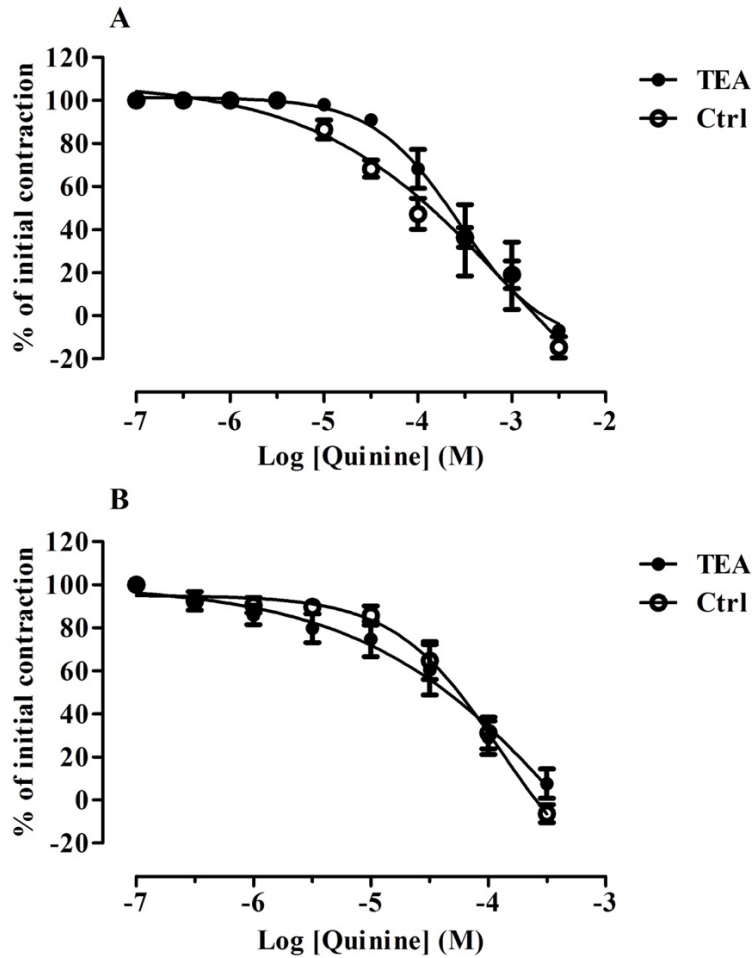 A
120
100
80
60
40
20
0
-20
% of initial contraction
TEA
Ctrl
-7 -6 -5 -4 -3 -2
Log [Quinine] (M)
B
120
100
80
60
40
20
0
-20
% of initial contraction
TEA
Ctrl
-7 -6 -5 -4 -3
Log [Quinine] (M)